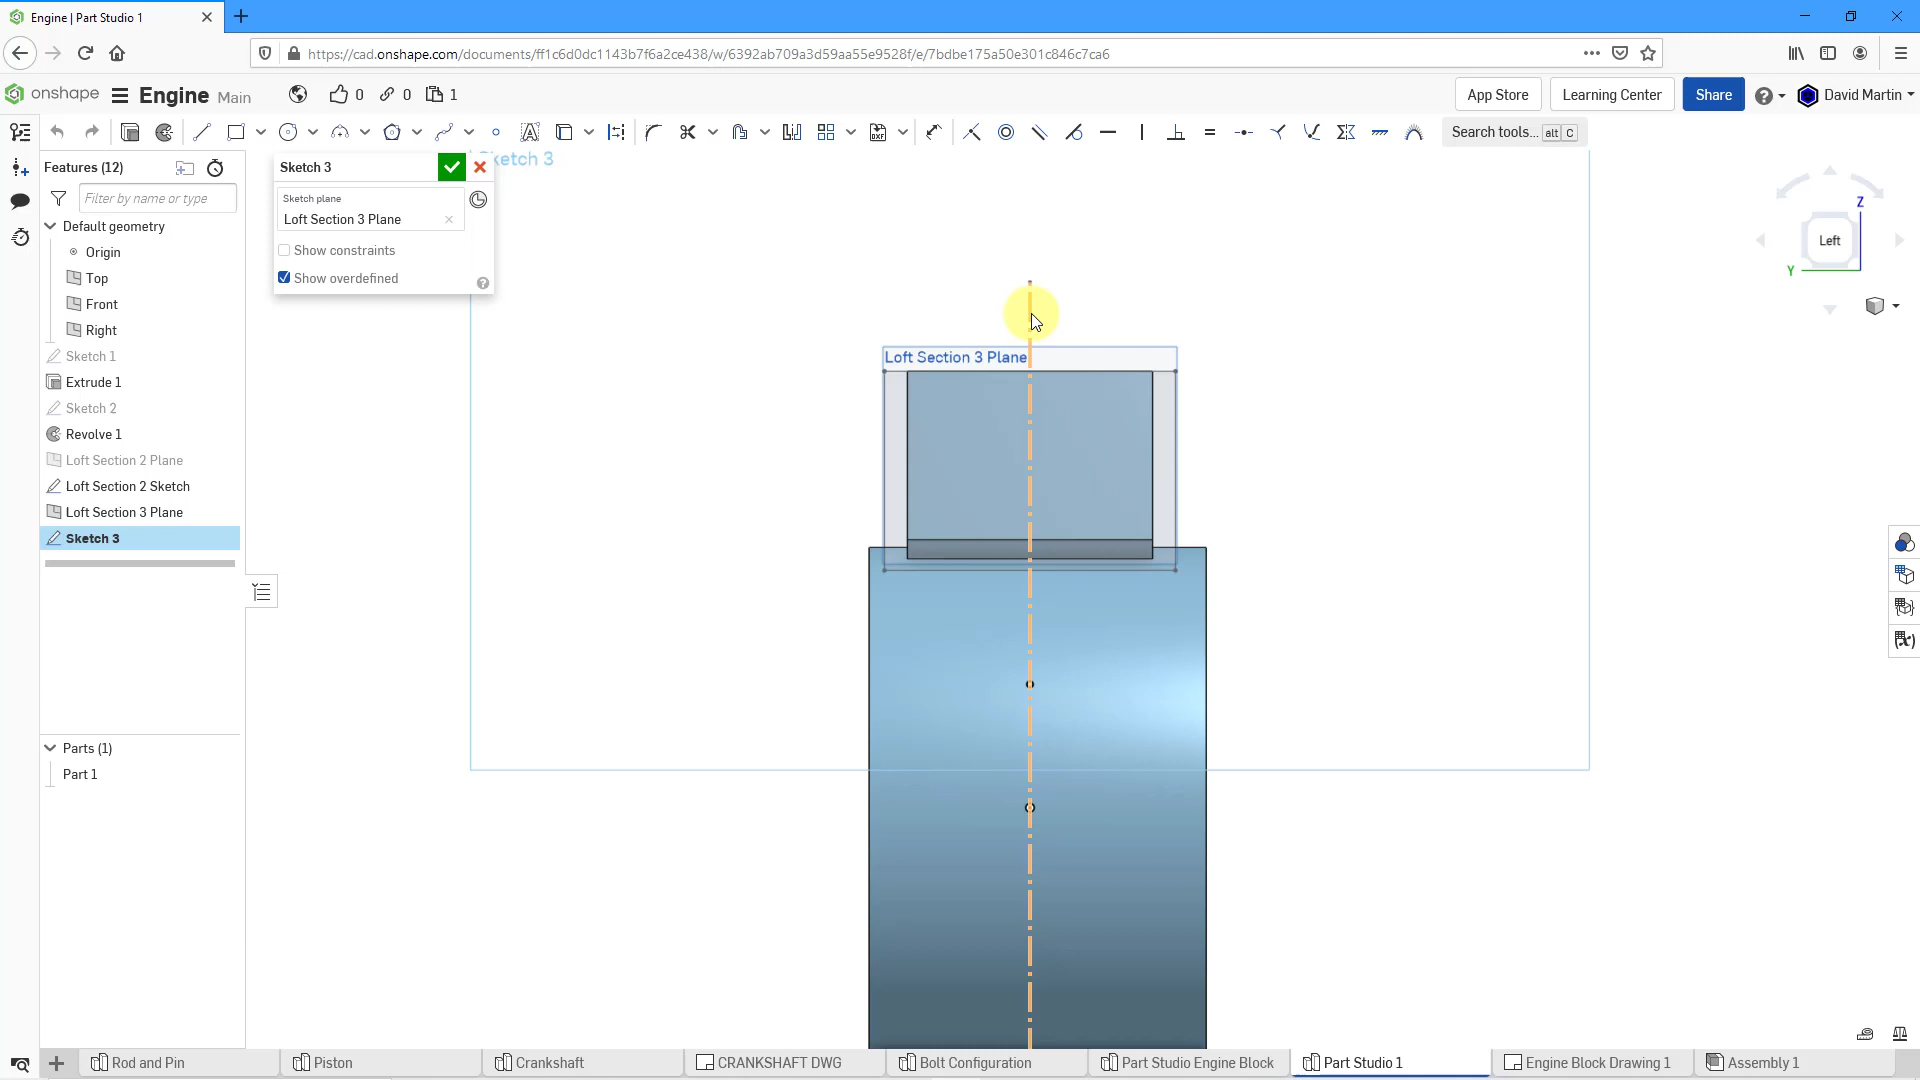 Engine | Part Studio 1
https://cad.onshape.com/documents/ff1c6d0dc1143b7f6a2ce438/w/6392ab709a3d59aa55e9528f/e/7bdbe175a50e301c846c7ca6
onshape
Engine Main
0
0
1
App Store
Learning Center
Share
David Martin
Search tools... alt C
Features (12)
Filter by name or type
Default geometry
Origin
Top
Front
Right
Sketch 1
Extrude 1
Sketch 2
Revolve 1
Loft Section 2 Plane
Loft Section 2 Sketch
Loft Section 3 Plane
Sketch 3
Parts (1)
Part 1
Sketch 3
Sketch plane
Loft Section 3 Plane
Show constraints
Show overdefined
Sketch 3
Loft Section 3 Plane
Z
Left
Y
Rod and Pin
Piston
Crankshaft
CRANKSHAFT DWG
Bolt Configuration
Part Studio Engine Block
Part Studio 1
Engine Block Drawing 1
Assembly 1